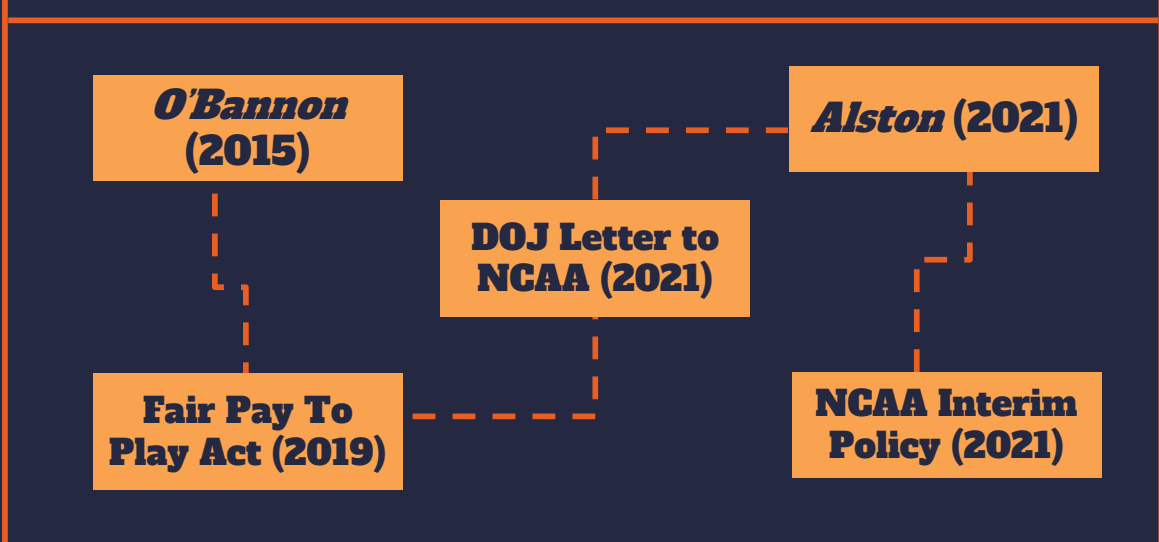 O'Bannon
(2015)
Fair Pay To
Play Act (2019)
DOJ Letter to
NCAA (2021)
Alston (2021)
NCAA Interim
Policy (2021)